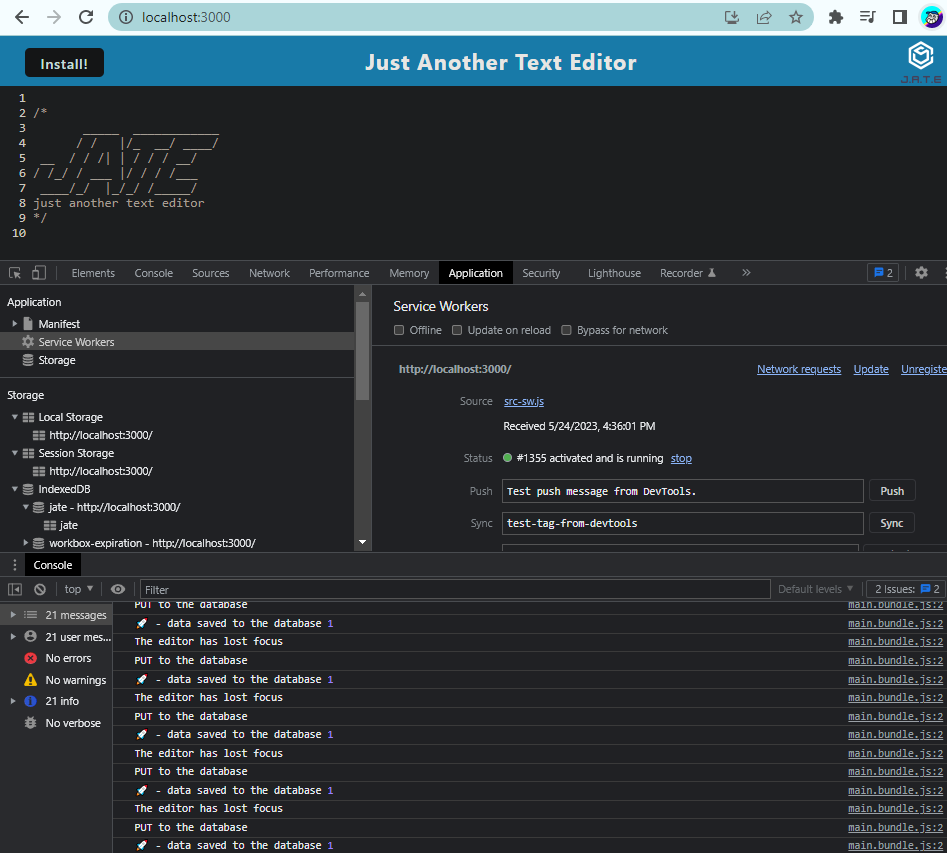 localhost:3000
Install!
Just Another Text Editor
J.A.T.E
1
2 /*
3
4
5
6
7
8 just another text editor
9 */
10
Elements Console Sources Network Performance Memory Application Security Lighthouse Recorder » 2
Application
Manifest
Service Workers
Storage
Storage
Local Storage
http://localhost:3000/
Session Storage
http://localhost:3000/
IndexedDB
jate - http://localhost:3000/
jate
workbox-expiration - http://localhost:3000/
Service Workers
Offline Update on reload Bypass for network
http://localhost:3000/ Network requests Update Unregiste
Source src-sw.js
Received 5/24/2023, 4:36:01 PM
Status #1355 activated and is running stop
Push Test push message from DevTools. Push
Sync test-tag-from-devtools Sync
Console
top Filter Default levels 2 Issues: 2
21 messages
21 user mes...
No errors
No warnings
21 info
No verbose
PUT to the database main.bundle.js:2
🚀 - data saved to the database 1 main.bundle.js:2
The editor has lost focus main.bundle.js:2
PUT to the database main.bundle.js:2
🚀 - data saved to the database 1 main.bundle.js:2
The editor has lost focus main.bundle.js:2
PUT to the database main.bundle.js:2
🚀 - data saved to the database 1 main.bundle.js:2
The editor has lost focus main.bundle.js:2
PUT to the database main.bundle.js:2
🚀 - data saved to the database 1 main.bundle.js:2
The editor has lost focus main.bundle.js:2
PUT to the database main.bundle.js:2
🚀 - data saved to the database 1 main.bundle.js:2